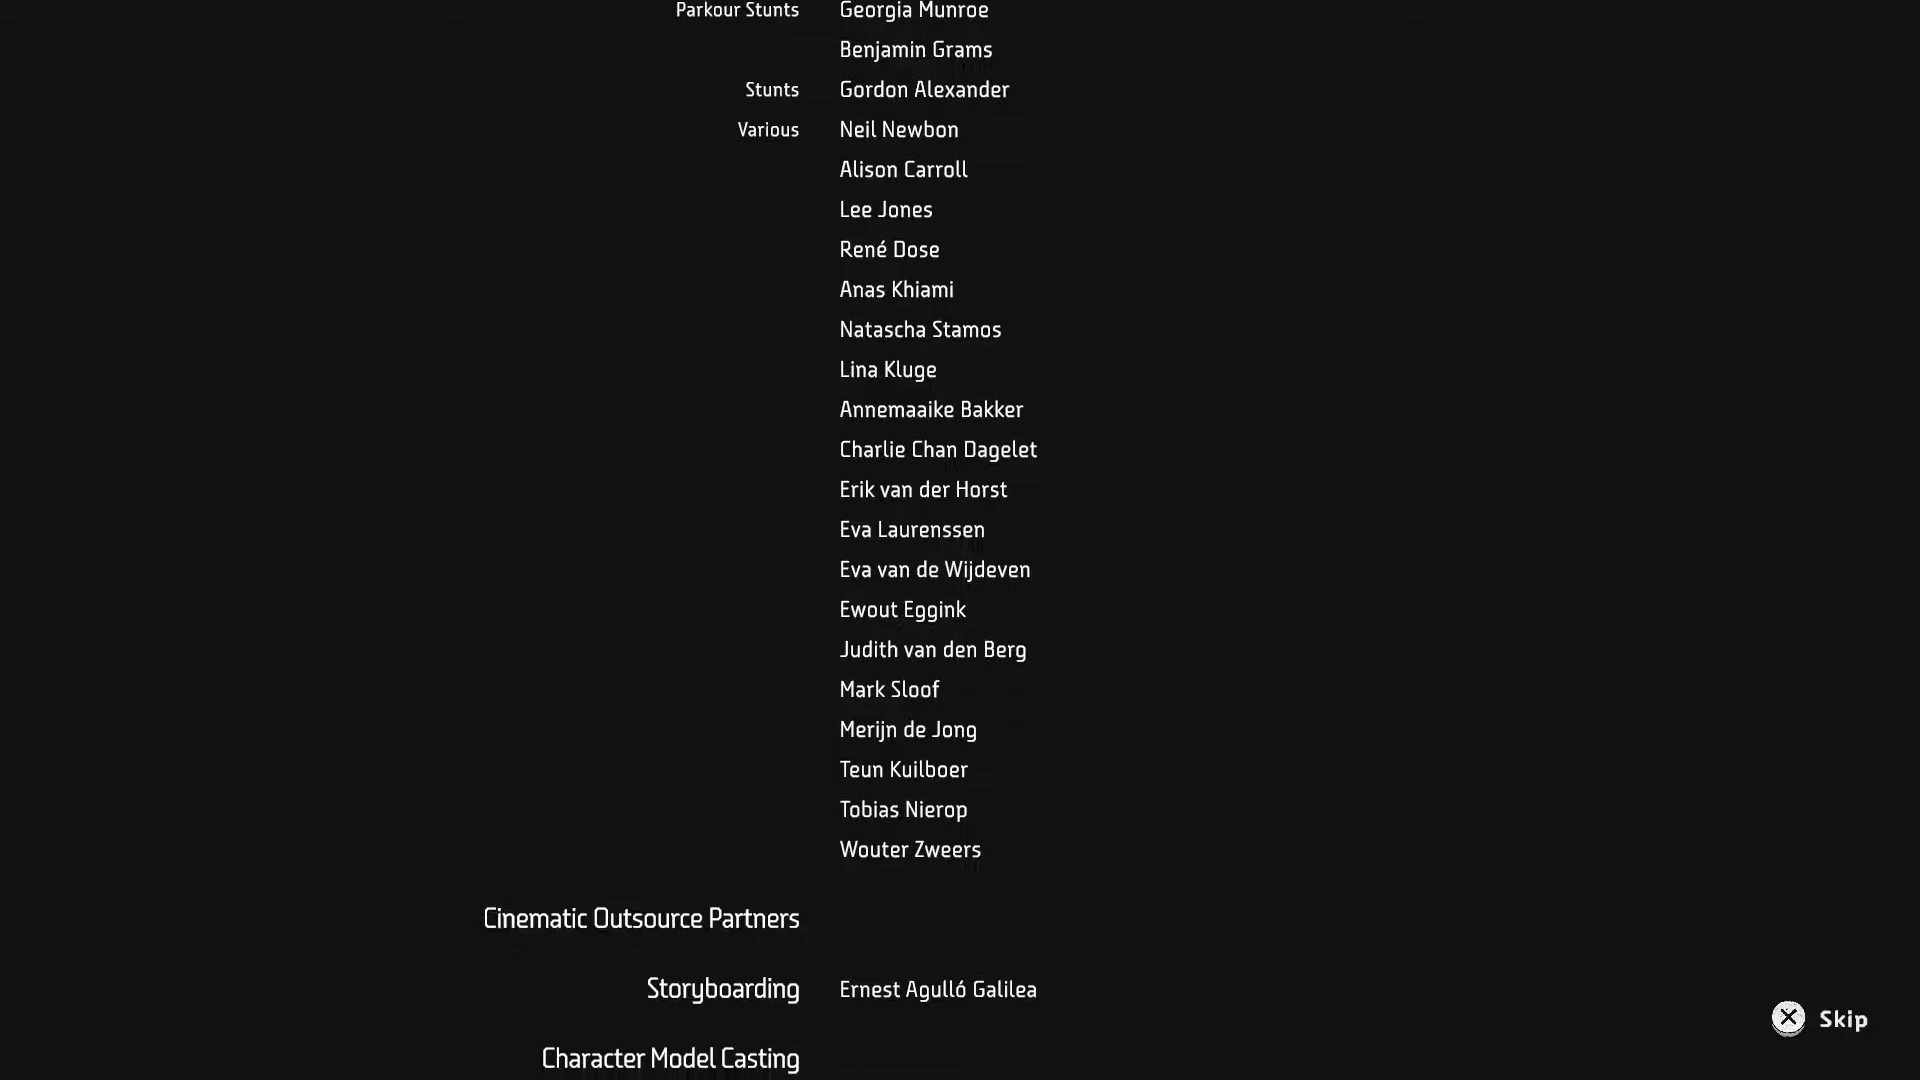 Parkour Stunts Georgia Munroe
Benjamin Grams
Stunts Gordon Alexander
Various Neil Newbon
Alison Carroll
Lee Jones
René Dose
Anas Khiami
Natascha Stamos
Lina Kluge
Annemaaike Bakker
Charlie Chan Dagelet
Erik van der Horst
Eva Laurenssen
Eva van de Wijdeven
Ewout Eggink
Judith van den Berg
Mark Sloof
Merijn de Jong
Teun Kuilboer
Tobias Nierop
Wouter Zweers
Cinematic Outsource Partners
Storyboarding Ernest Agulló Galilea
Skip
Character Model Casting